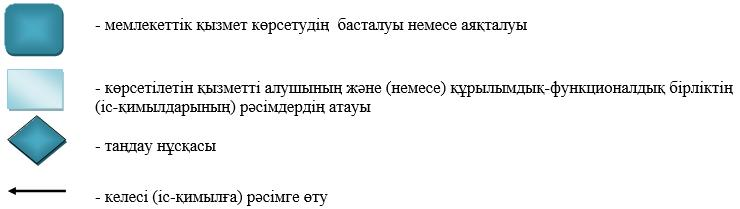 - мемлекеттік қызмет көрсетудің басталуы немесе аяқталуы
- көрсетілетін қызметті алушының және (немесе) құрылымдық-функционалдық бірліктің
(іс-қимылдарының) рәсімдердің атауы
- таңдау нұсқасы
- келесі (іс-қимылға) рәсімге өту